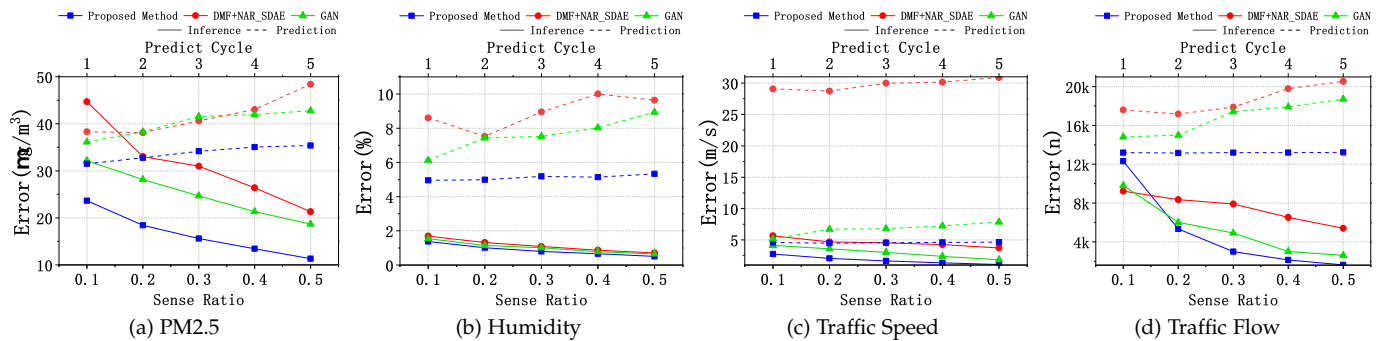 Proposed Method DMF+NAR_SDAE GAN
Inference Prediction
Predict Cycle
1 2 3 4 5
50
40
30
20
10
0.1 0.2 0.3 0.4 0.5
Sense Ratio
(a) PM2.5
Proposed Method DMF+NAR_SDAE GAN
Inference Prediction
Predict Cycle
1 2 3 4 5
Error(%)
10
8
6
4
2
0
0.1 0.2 0.3 0.4 0.5
Sense Ratio
(b) Humidity
Proposed Method DMF+NAR_SDAE GAN
Inference Prediction
Predict Cycle
1 2 3 4 5
Error(m/s)
30
25
20
15
10
5
0.1 0.2 0.3 0.4 0.5
Sense Ratio
(c) Traffic Speed
Proposed Method DMF+NAR_SDAE GAN
Inference Prediction
Predict Cycle
1 2 3 4 5
Error(n)
20k
16k
12k
8k
4k
0.1 0.2 0.3 0.4 0.5
Sense Ratio
(d) Traffic Flow